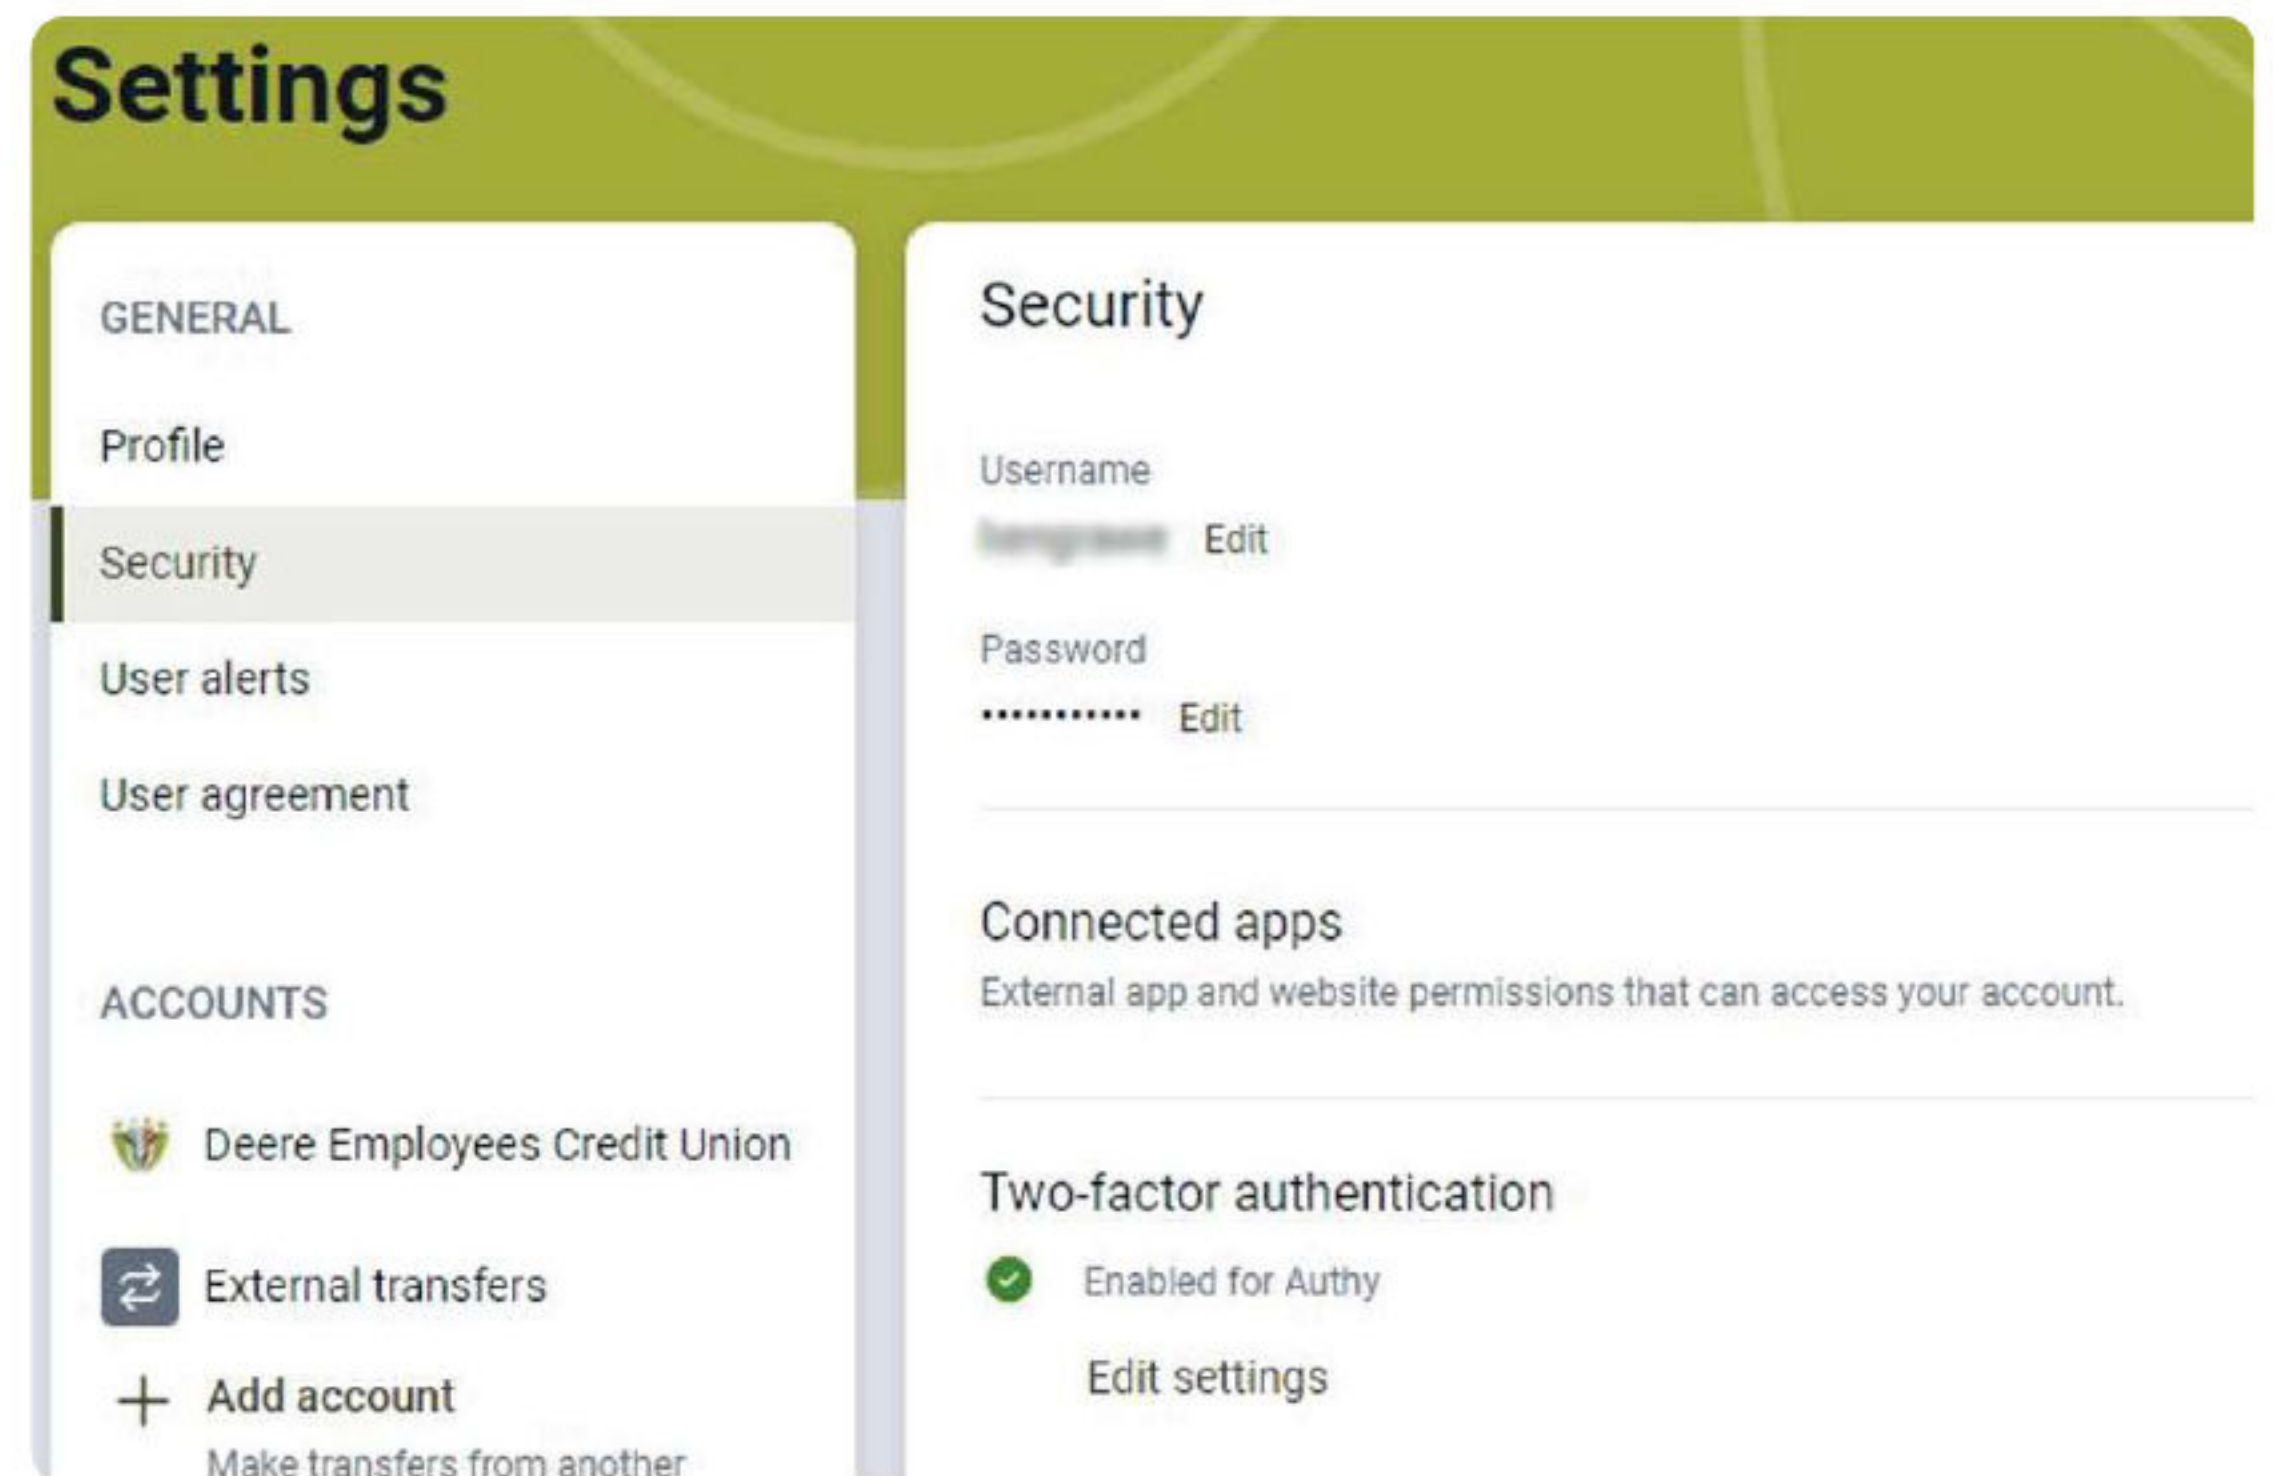 Settings
GENERAL
Profile
Security
User alerts
User agreement
ACCOUNTS
Deere Employees Credit Union
External transfers
Add account
Make transfers from another
Security
Username
Edit
Password
••••••••••• Edit
Connected apps
External app and website permissions that can access your account.
Two-factor authentication
Enabled for Authy
Edit settings